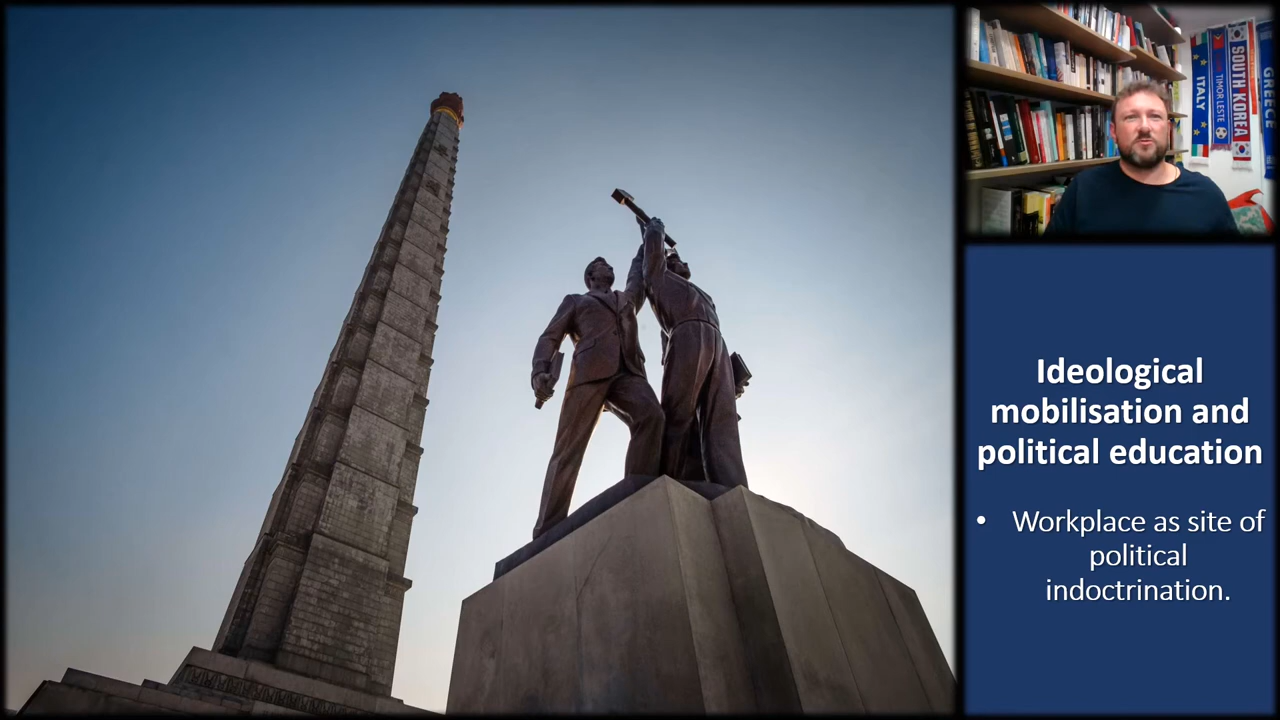 ITALY
TIMOR LESTE
SOUTH KOREA
GREECE
Ideological
mobilisation and
political education
• Workplace as site of
political
indoctrination.